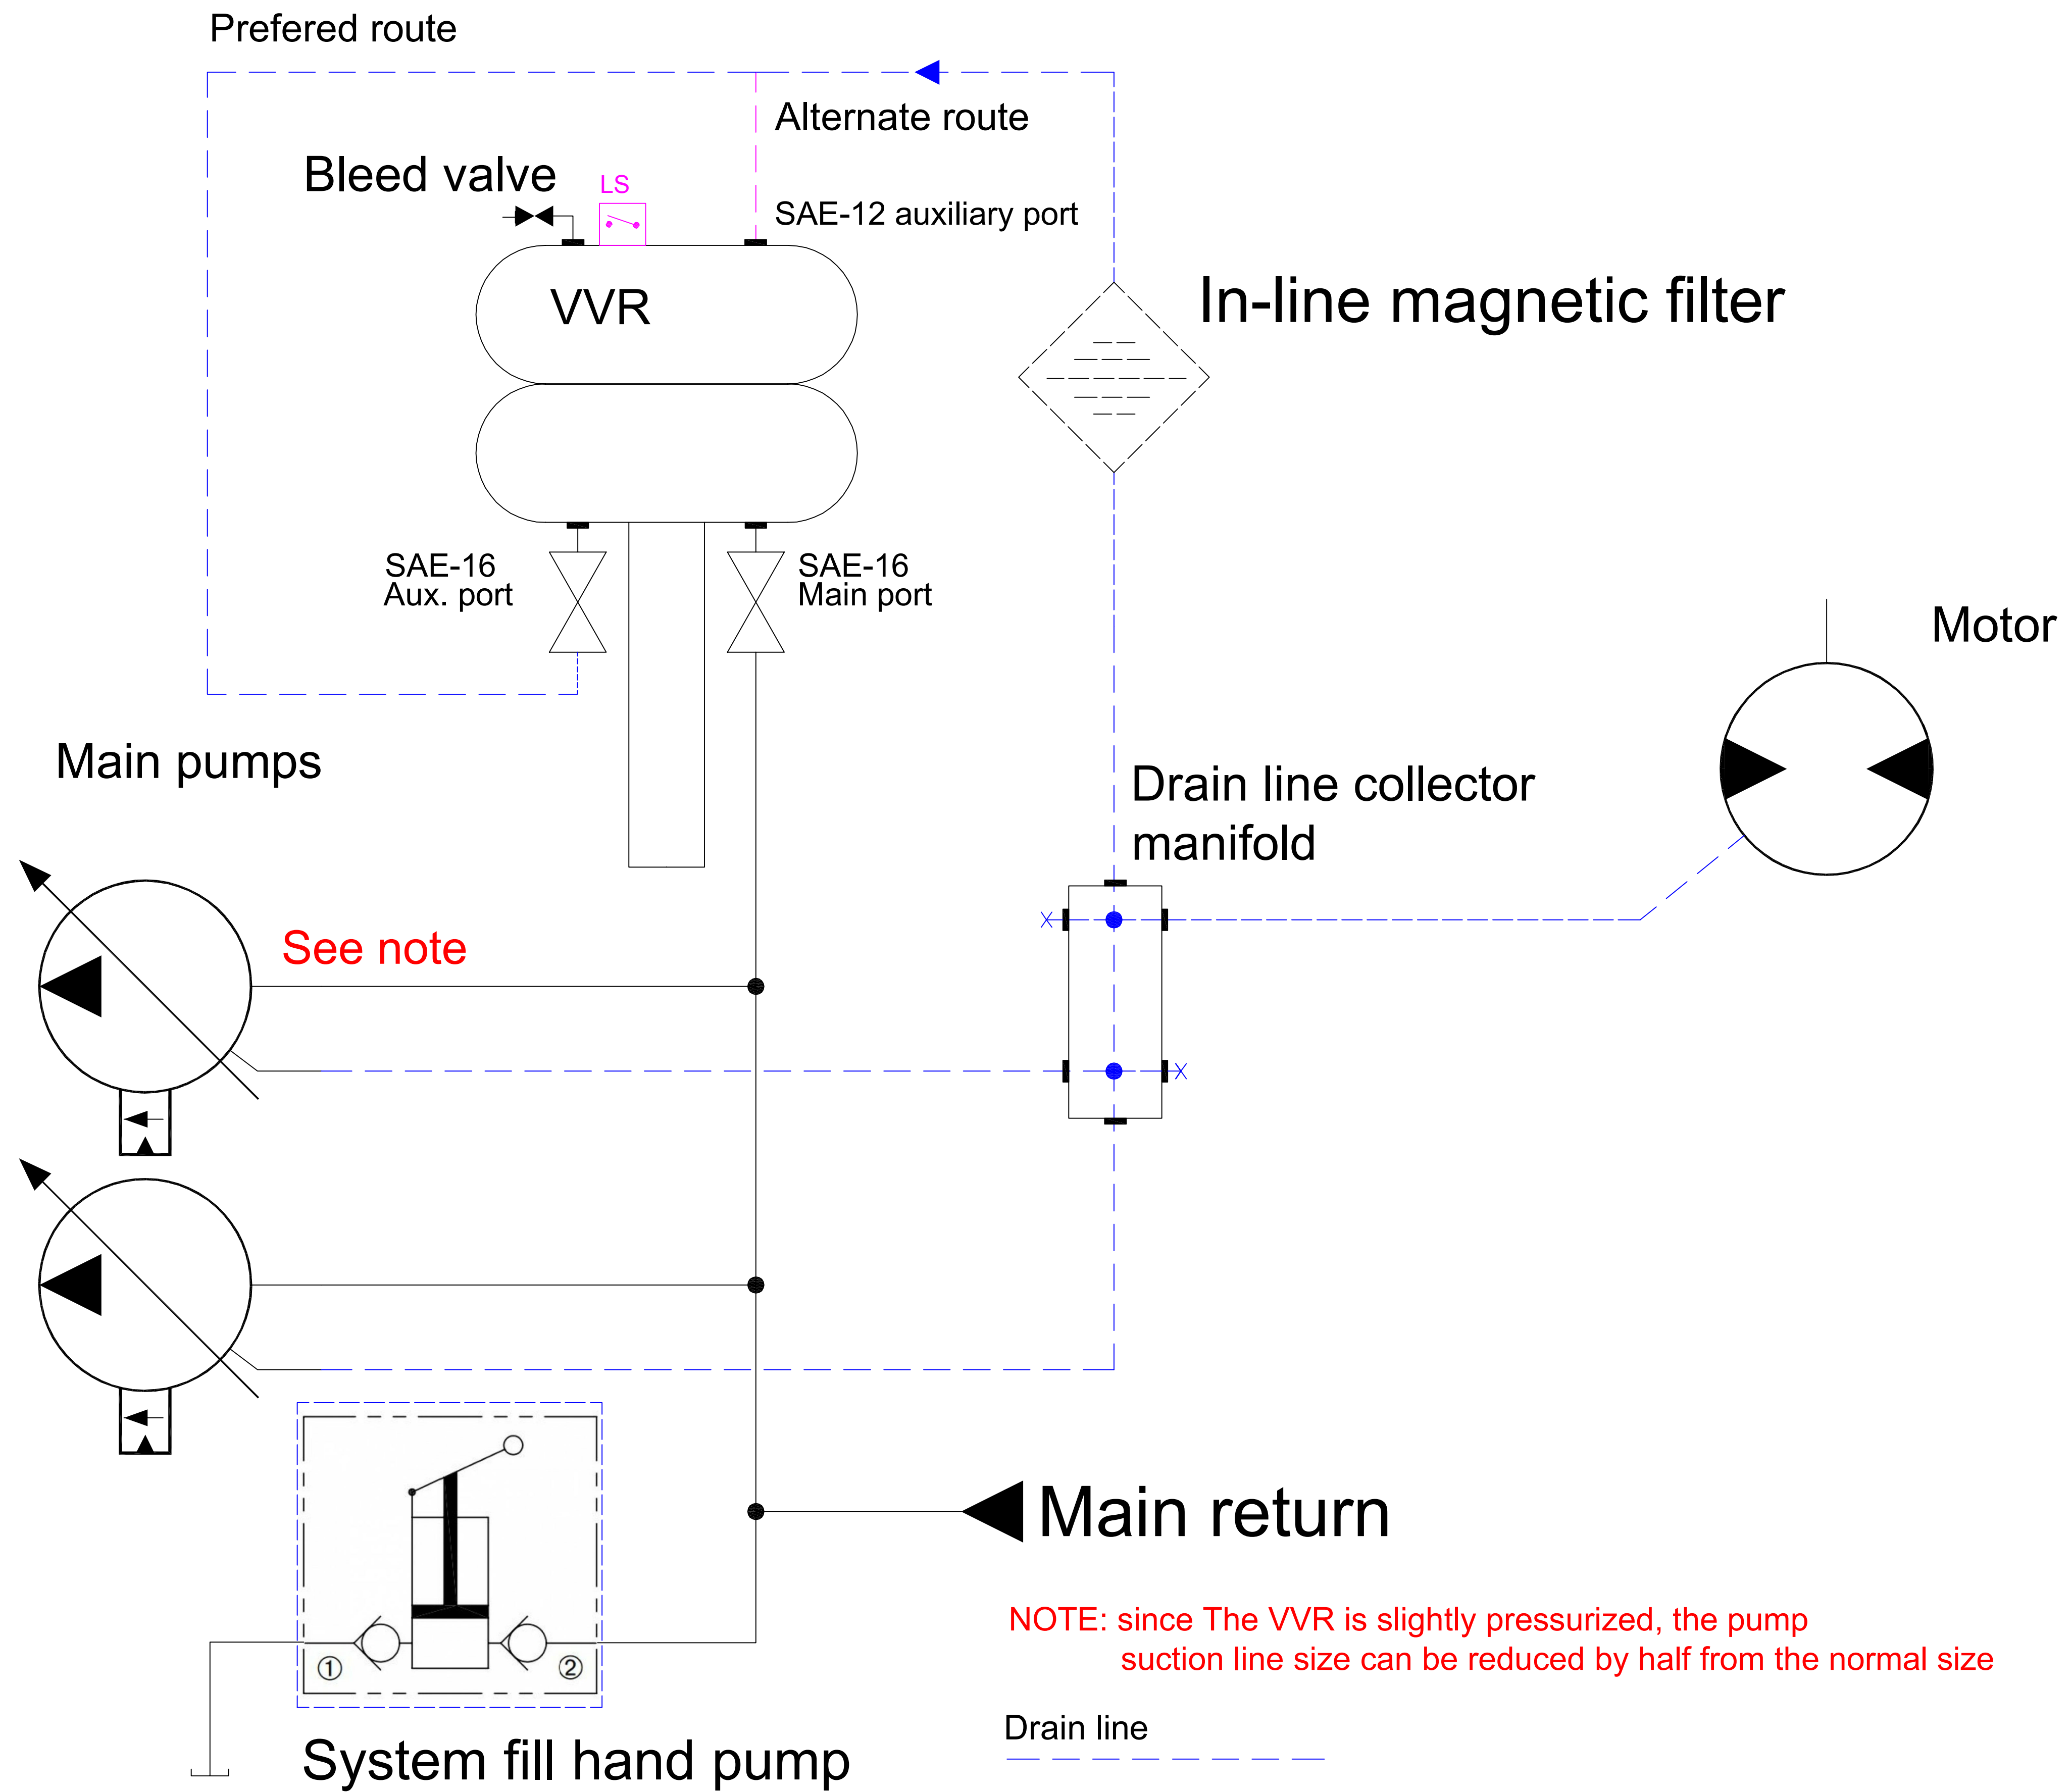 Prefered route
Alternate route
Bleed valve
LS
SAE-12 auxiliary port
VVR
In-line magnetic filter
SAE-16
Aux. port
SAE-16
Main port
Motor
Main pumps
Drain line collector
manifold
See note
X
X
Main return
① ②
NOTE: since The VVR is slightly pressurized, the pump
suction line size can be reduced by half from the normal size
Drain line
System fill hand pump